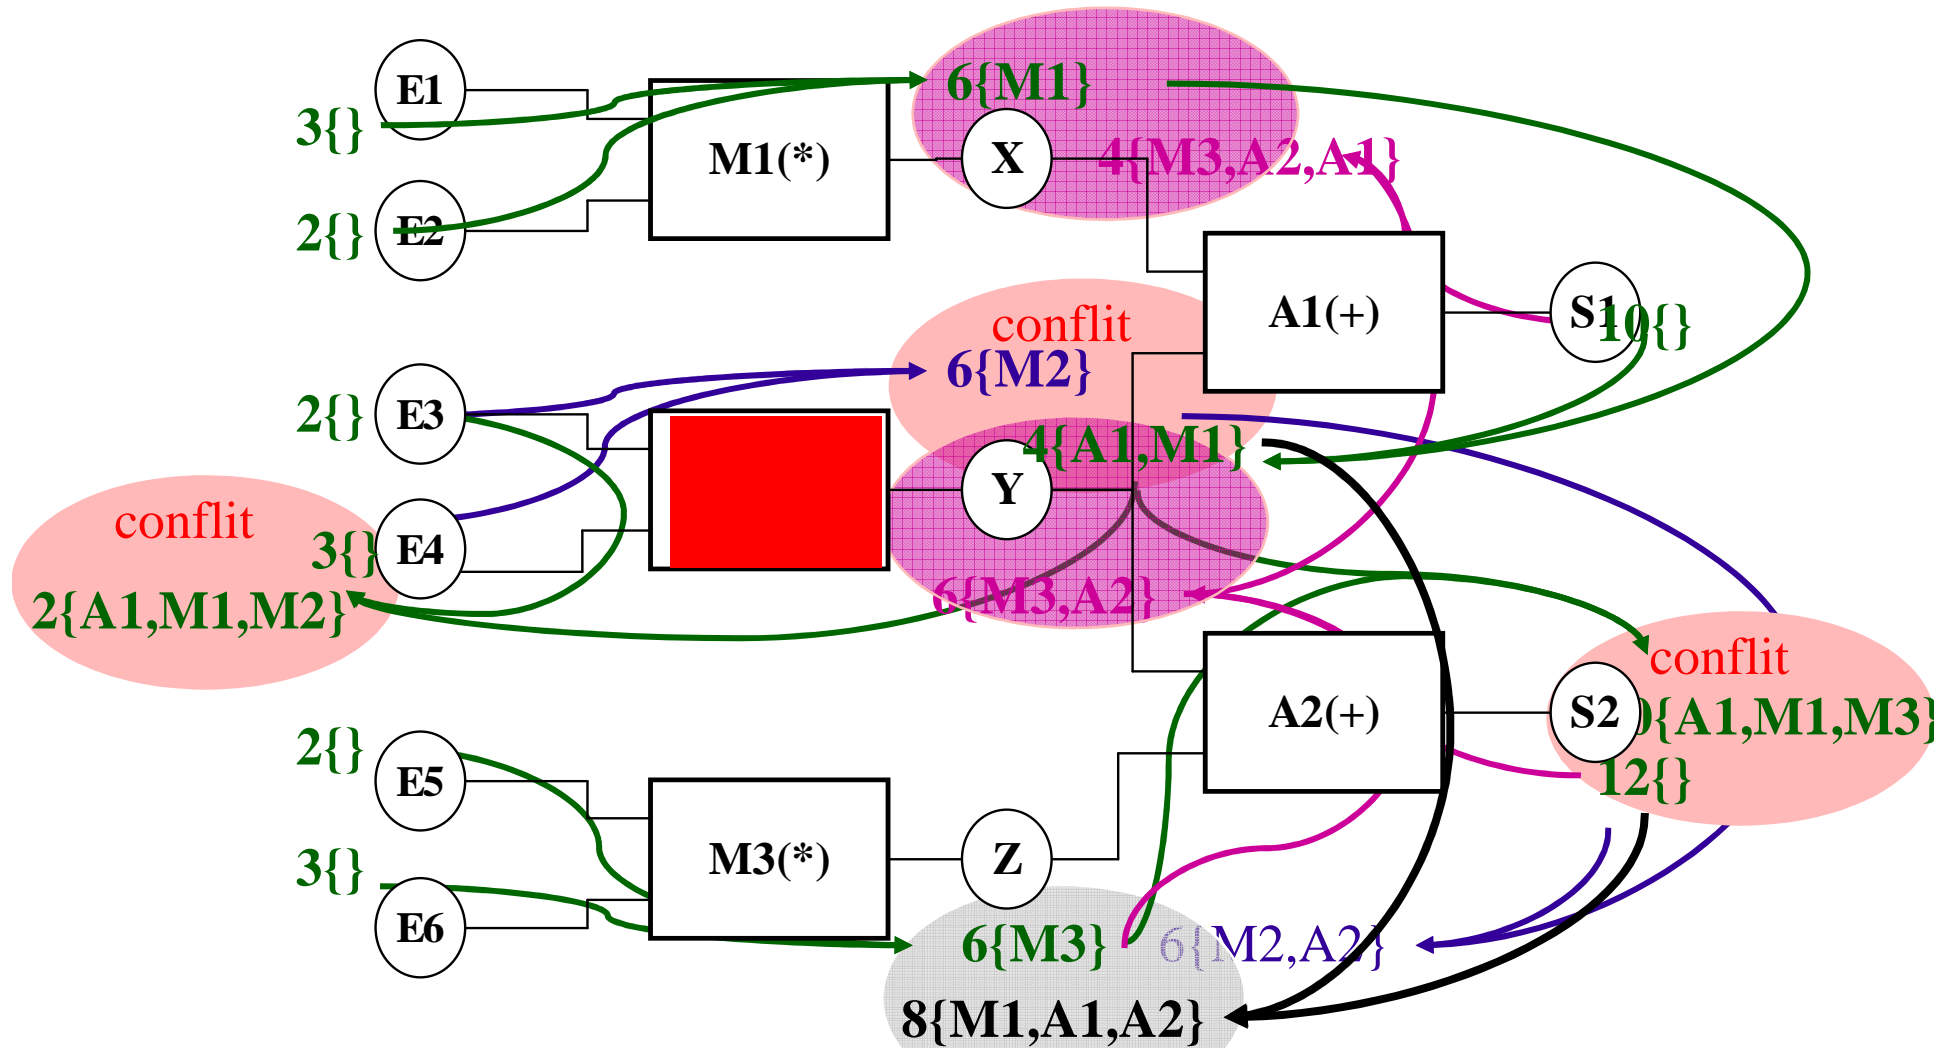 E1
6{M1}
3{}
M1(*)
X
4{M3,A2,A1}
2{}
E2
A1(+)
S1
10{}
conflit
6{M2}
2{}
E3
4{A1,M1}
Y
conflit
3{}
E4
2{A1,M1,M2}
6{M3,A2}
conflit
A2(+)
S2
0{A1,M1,M3}
12{}
2{}
E5
M3(*)
Z
3{}
E6
6{M3}
6{M2,A2}
8{M1,A1,A2}